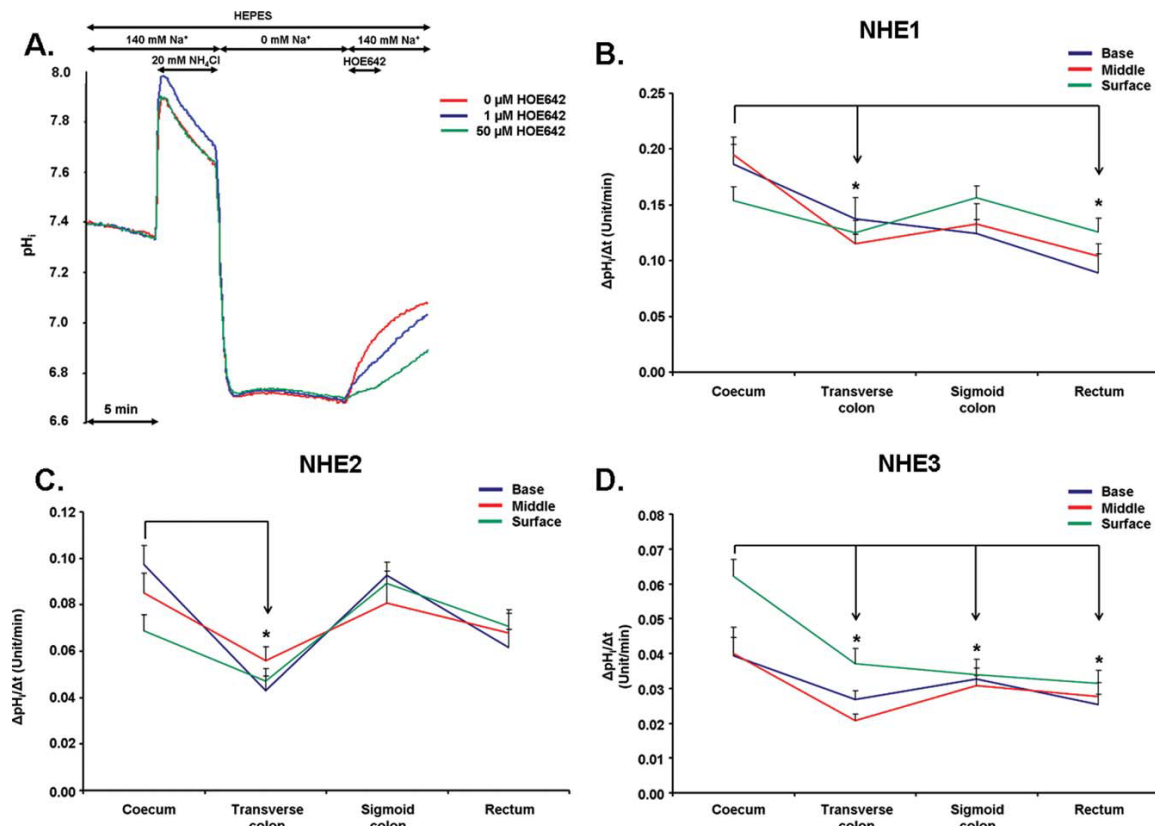 A.
HEPES
140 mM Na⁺ 0 mM Na⁺ 140 mM Na⁺
20 mM NH₄Cl HOE642
8.0
7.8
7.4
7.2
7.0
6.8
6.6
pHᵢ
5 min
0 µM HOE642
1 µM HOE642
50 µM HOE642
B.
NHE1
Base
Middle
Surface
ΔpHᵢ/Δt (Unit/min)
0.25
0.20
0.15
0.10
0.05
0.00
* *
Coecum Transverse colon Sigmoid colon Rectum
C.
NHE2
Base
Middle
Surface
ΔpHᵢ/Δt (Unit/min)
0.12
0.10
0.08
0.06
0.04
0.02
0.00
*
Coecum Transverse colon Sigmoid colon Rectum
D.
NHE3
Base
Middle
Surface
ΔpHᵢ/Δt
(Unit/min)
0.08
0.07
0.06
0.05
0.04
0.03
0.02
0.01
0.00
* * *
Coecum Transverse colon Sigmoid colon Rectum